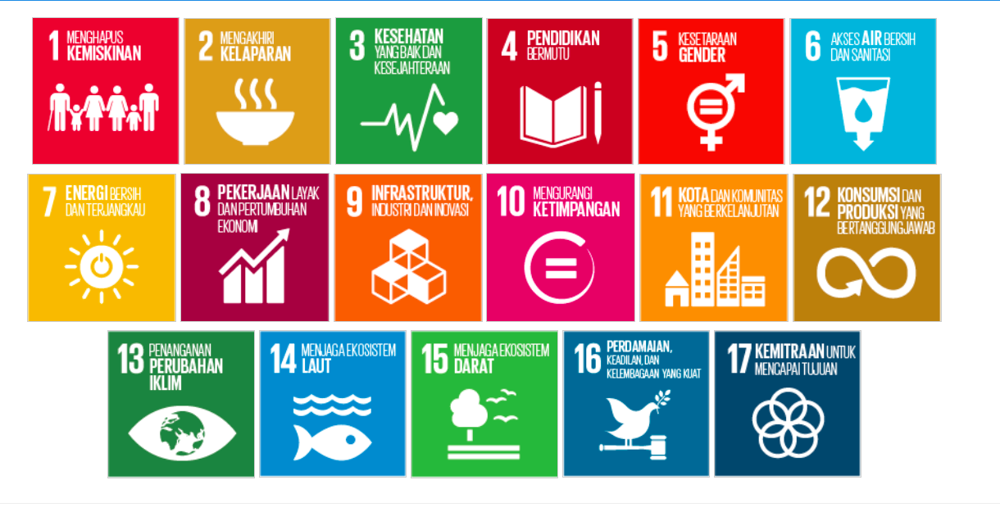 1 MENGHAPUS
KEMISKINAN
2 MENGAKHIRI
KELAPARAN
3 KESEHATAN
YANG BAIK DAN
KESEJAHTERAAN
4 PENDIDIKAN
BERMUTU
5 KESETARAAN
GENDER
6 AKSES AIR BERSIH
DAN SANITASI
7 ENERGI BERSIH
DAN TERJANGKAU
8 PEKERJAAN LAYAK
DAN PERTUMBUHAN
EKONOMI
9 INFRASTRUKTUR,
INDUSTRI DAN INOVASI
10 MENGURANGI
KETIMPANGAN
11 KOTA DAN KOMUNITAS
YANG BERKELANJUTAN
12 KONSUMSI DAN
PRODUKSI YANG
BERTANGGUNGJAWAB
13 PENANGANAN
PERUBAHAN
IKLIM
14 MENJAGA EKOSISTEM
LAUT
15 MENJAGA EKOSISTEM
DARAT
16 PERDAMAIAN,
KEADILAN, DAN
KELEMBAGAAN YANG KUAT
17 KEMITRAAN UNTUK
MENCAPAI TUJUAN